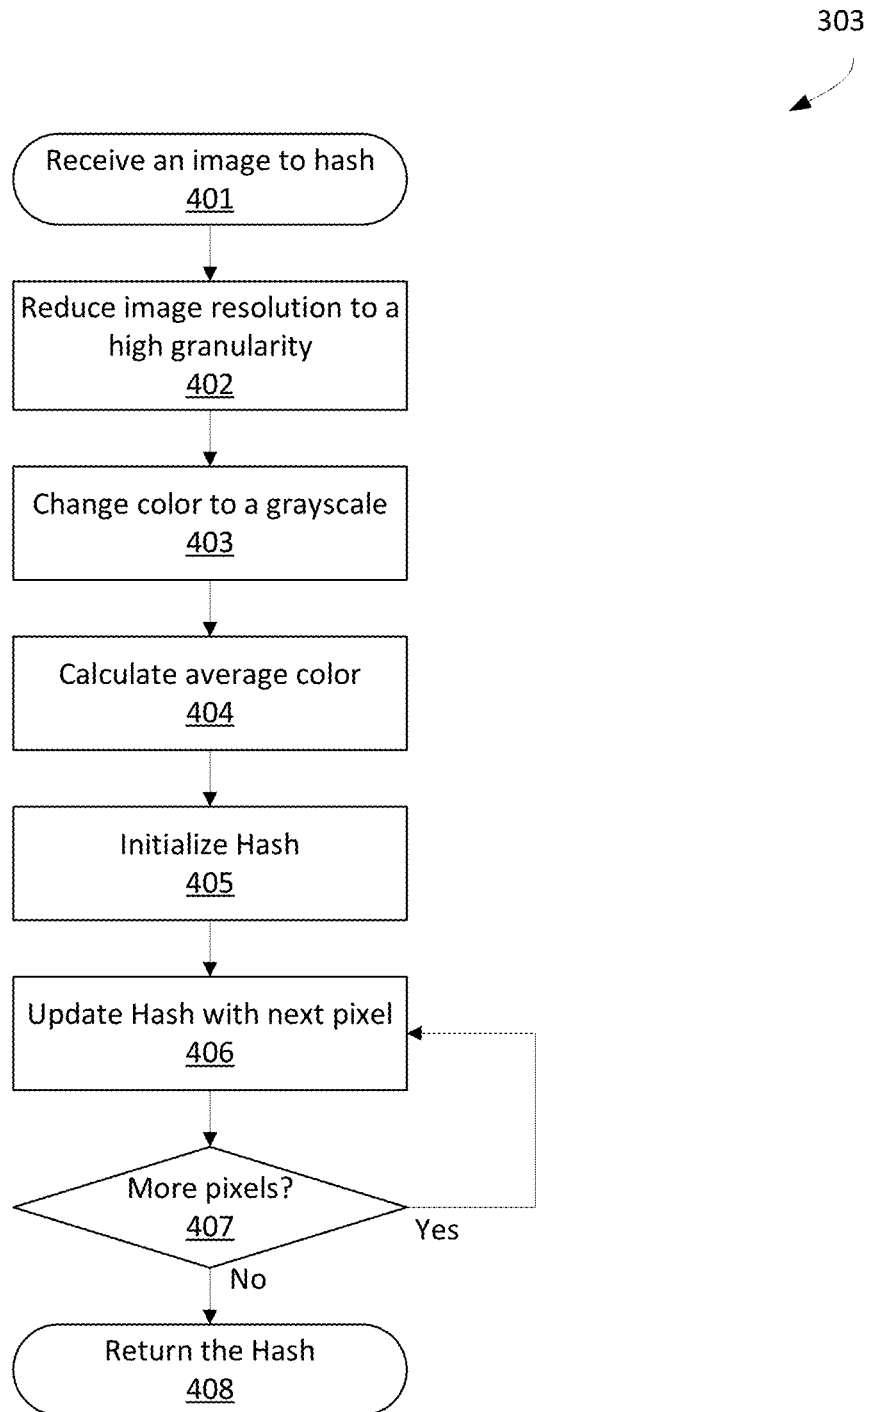 303
Receive an image to hash
401
Reduce image resolution to a
high granularity
402
Change color to a grayscale
403
Calculate average color
404
Initialize Hash
405
Update Hash with next pixel
406
More pixels?
407
Yes
No
Return the Hash
408